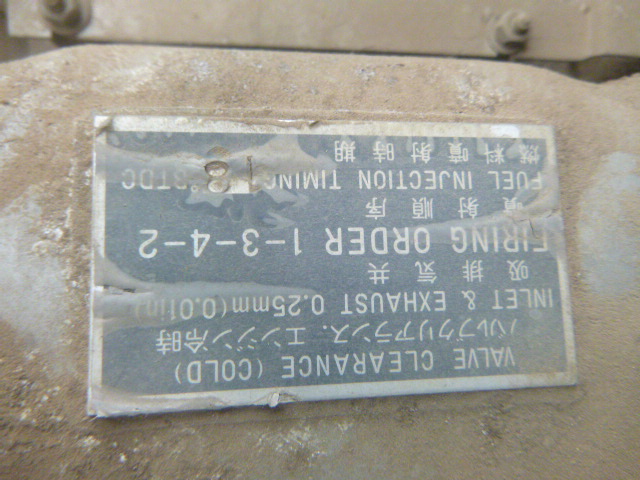 VALVE CLEARANCE (COLD)
バルブクリアランス、エンジン冷時
INLET & EXHAUST 0.25mm(0.01in)
吸排気共
FIRING ORDER 1-3-4-2
噴射順序
FUEL INJECTION TIMING 18°BTDC
燃料噴射時期